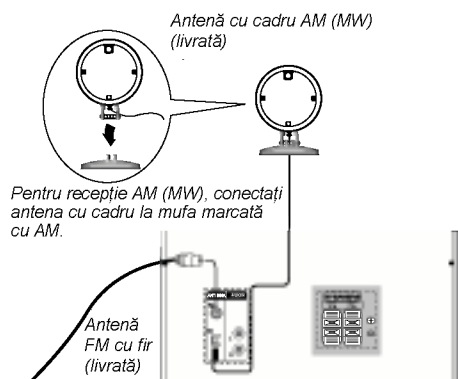 Antenă cu cadru AM (MW)
(livrată)
Pentru recepție AM (MW), conectați
antena cu cadru la mufa marcată
cu AM.
Antenă
FM cu fir
(livrată)